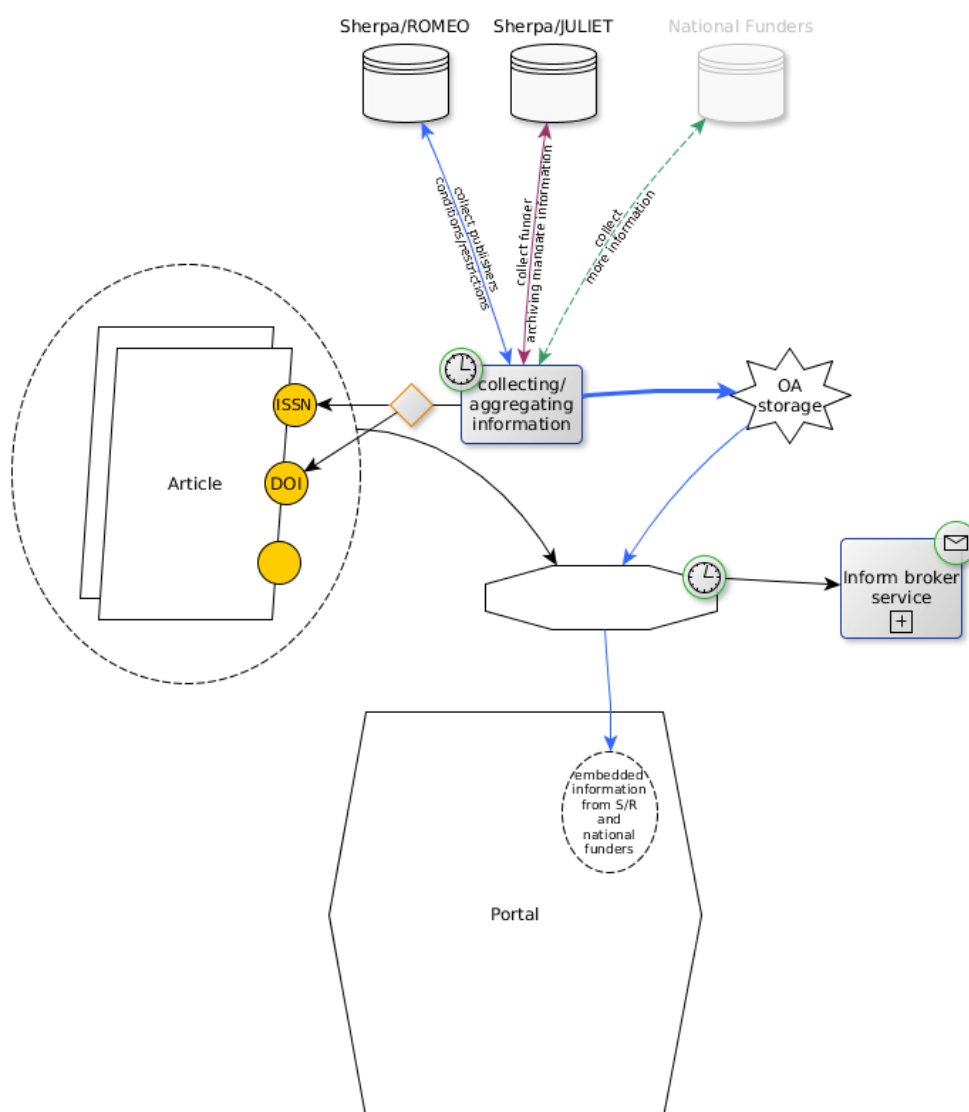 Sherpa/ROMEO
Sherpa/JULIET
National Funders
collect publishers
conditions/restrictions
collect funder
archiving mandate information
collect
more information
collecting/
aggregating
information
OA
storage
ISSN
Article
DOI
Inform broker
service
embedded
information
from S/R
and
national
funders
Portal